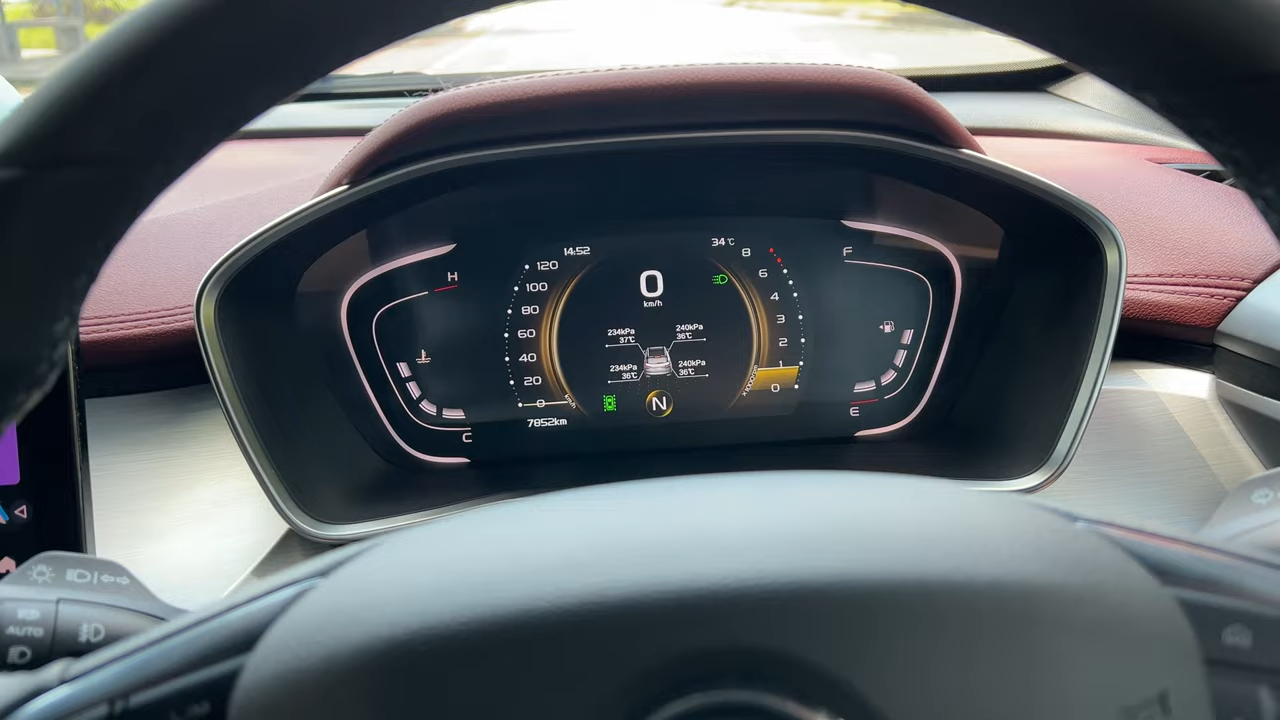 14:52
34℃
H
C
120
100
80
60
40
20
0
km/h
7852km
0
km/h
234kPa
37℃
240kPa
36℃
234kPa
36℃
240kPa
36℃
N
8
6
4
3
2
1
0
F
E
AUTO